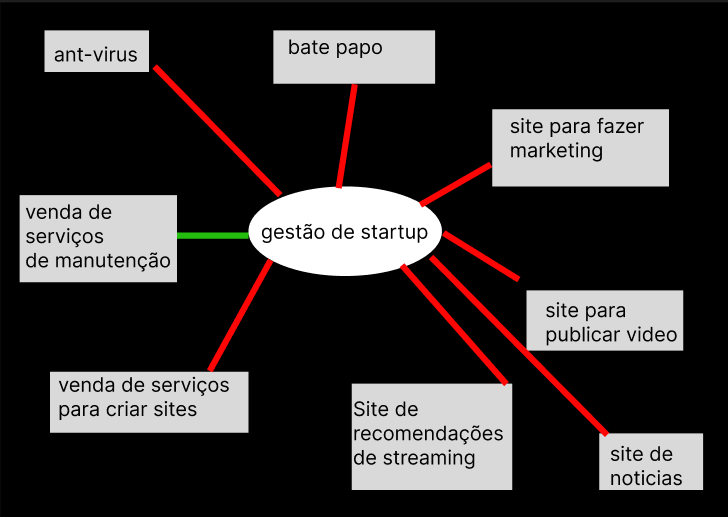 ant-virus
bate papo
site para fazer
marketing
venda de
serviços
de manutenção
gestão de startup
site para
publicar video
venda de serviços
para criar sites
Site de
recomendações
de streaming
site de
noticias